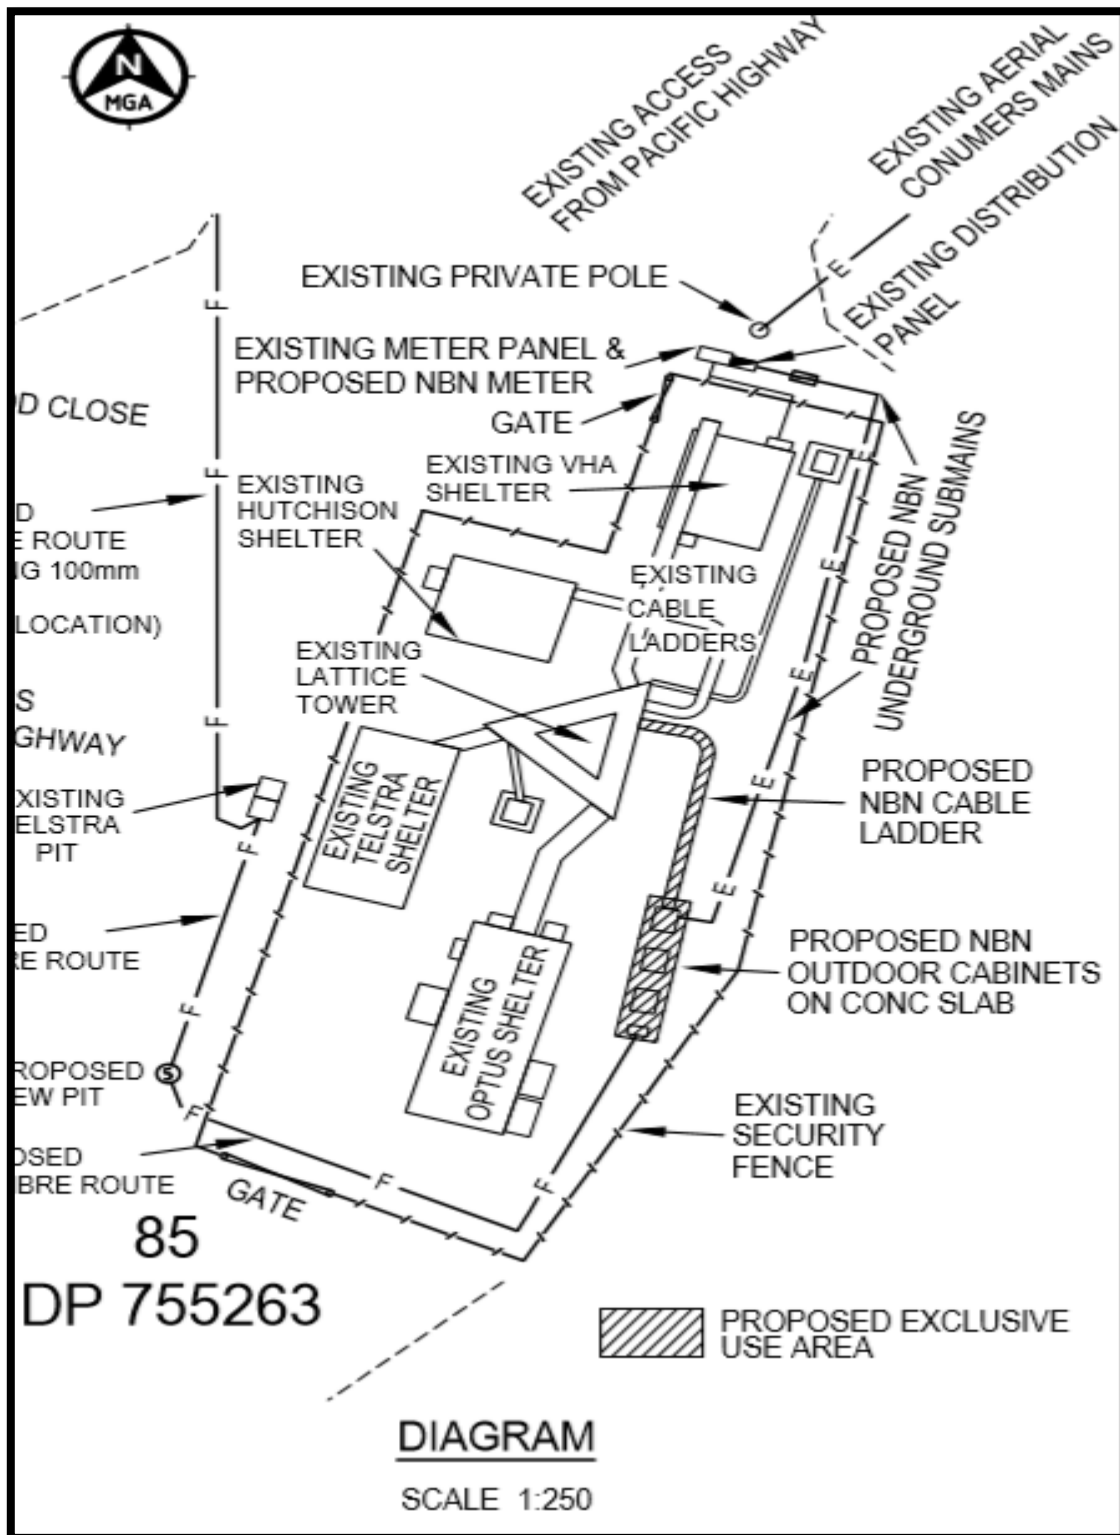 N
MGA
EXISTING ACCESS
FROM PACIFIC HIGHWAY
EXISTING AERIAL
CONUMERS MAINS
EXISTING DISTRIBUTION
PANEL
E
EXISTING PRIVATE POLE
F
EXISTING METER PANEL &
PROPOSED NBN METER
GATE
D CLOSE
F
EXISTING VHA
SHELTER
EXISTING
HUTCHISON
SHELTER
D
E ROUTE
G 100mm
LOCATION)
EXISTING
CABLE
LADDERS
E
PROPOSED NBN
UNDERGROUND SUBMAINS
EXISTING
LATTICE
TOWER
E
S
GHWAY
F
XISTING
ELSTRA
PIT
EXISTING
TELSTRA
SHELTER
E
PROPOSED
NBN CABLE
LADDER
F
E
ED
RE ROUTE
EXISTING
OPTUS SHELTER
PROPOSED NBN
OUTDOOR CABINETS
ON CONC SLAB
F
ROPOSED
EW PIT
S
F
EXISTING
SECURITY
FENCE
OSED
BRE ROUTE
GATE
F
F
85
DP 755263
PROPOSED EXCLUSIVE
USE AREA
DIAGRAM
SCALE 1:250